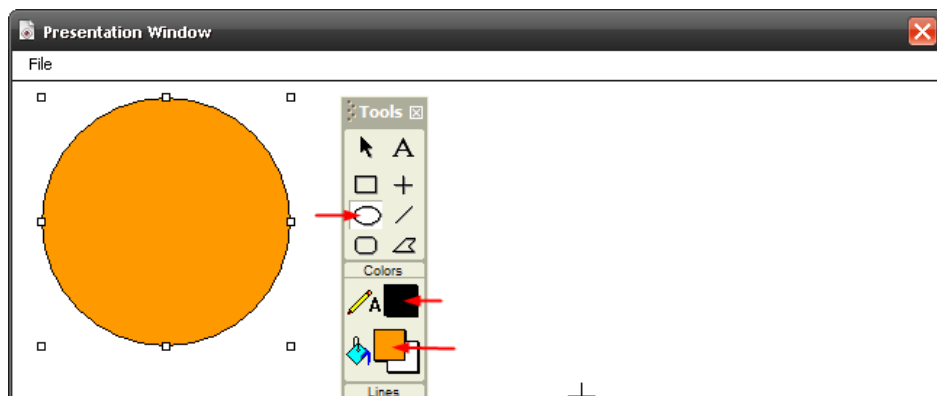 Presentation Window
File
Tools
A
Colors
A
Lines